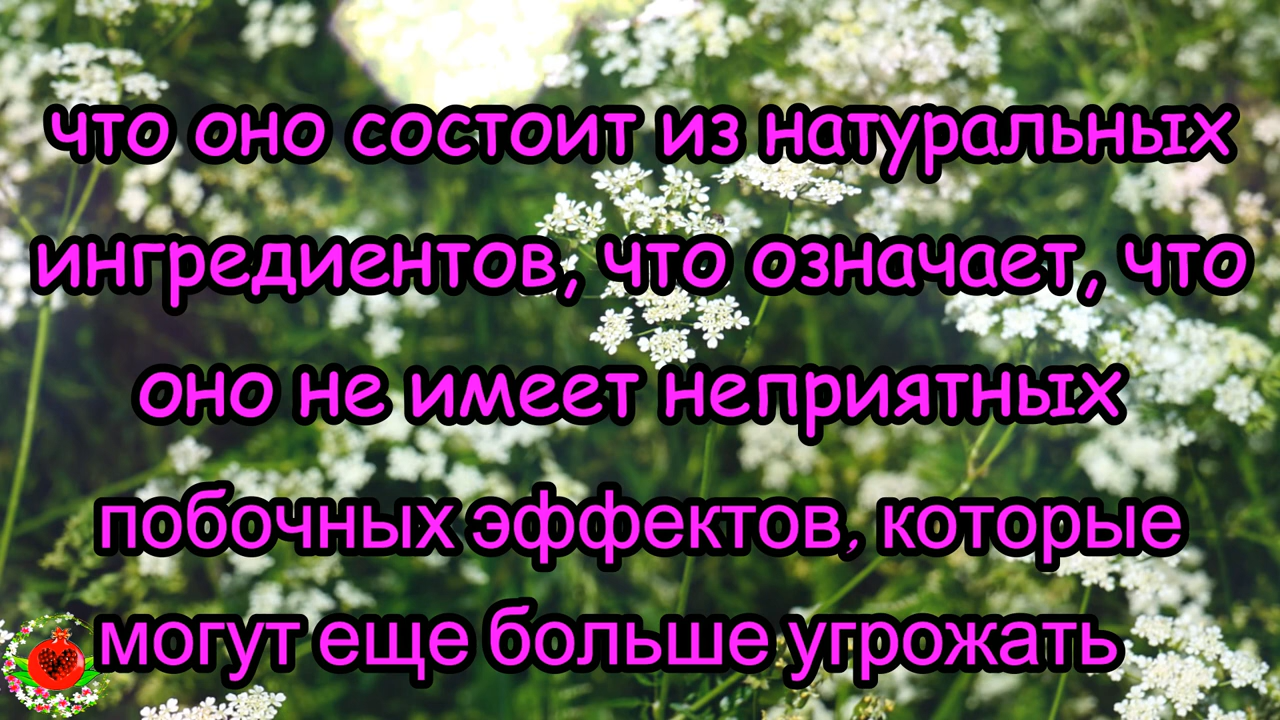 что оно состоит из натуральных
ингредиентов, что означает, что
оно не имеет неприятных
побочных эффектов, которые
могут еще больше угрожать